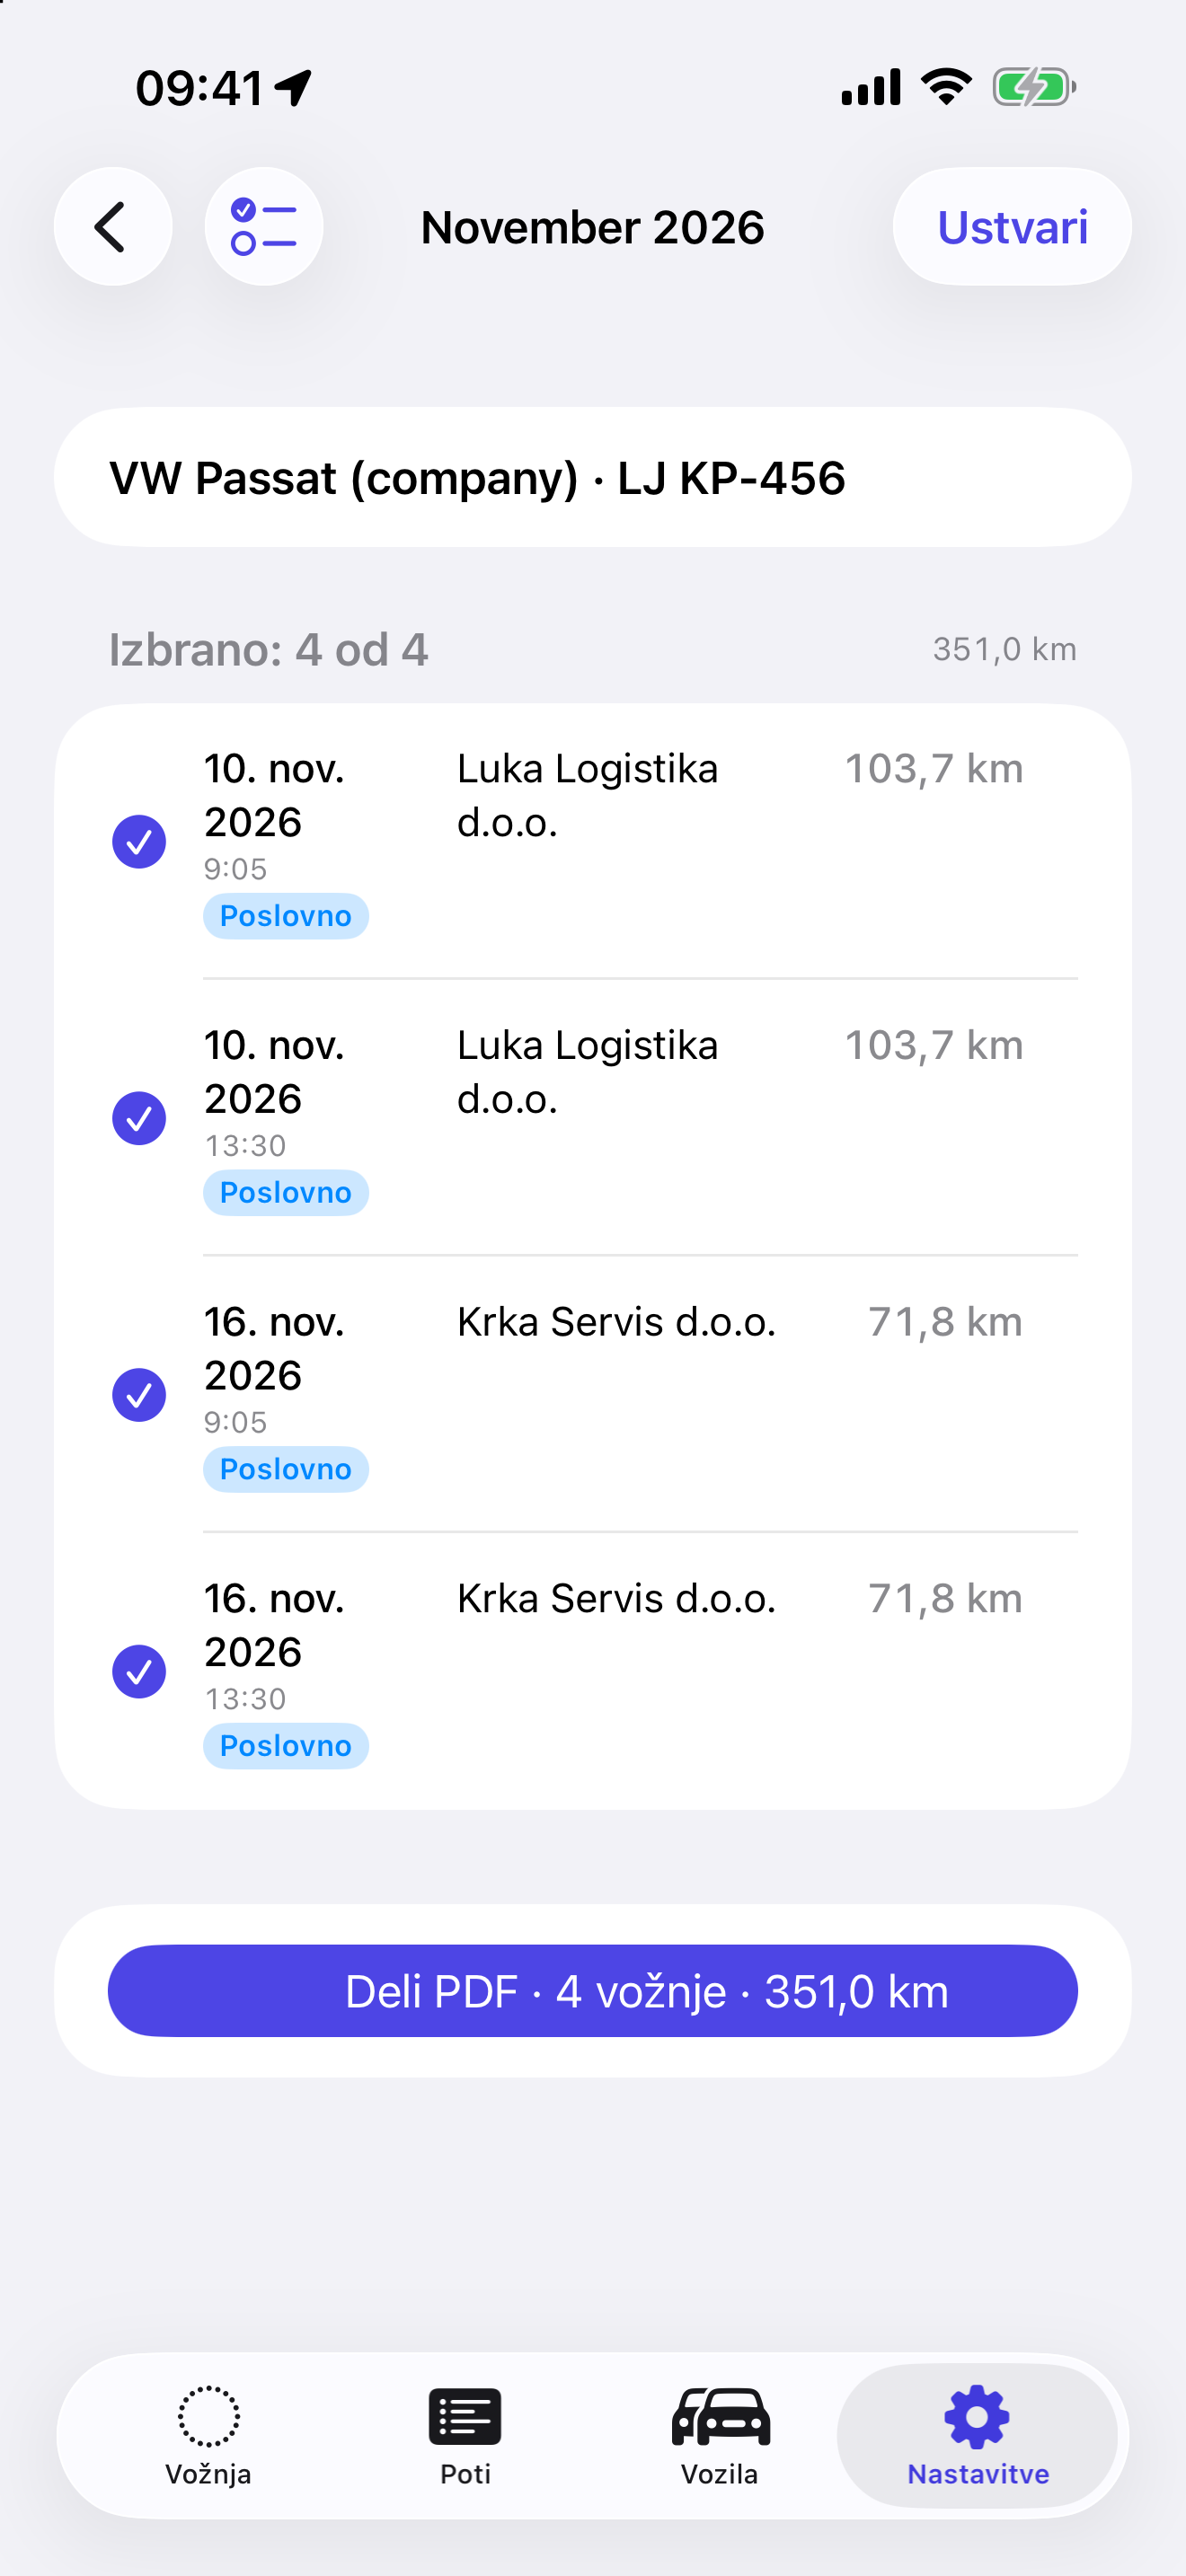 09:41
November 2026
Ustvari
VW Passat (company) · LJ KP-456
Izbrano: 4 od 4
351,0 km
10. nov.
2026
9:05
Poslovno
Luka Logistika
d.o.o.
103,7 km
10. nov.
2026
13:30
Poslovno
Luka Logistika
d.o.o.
103,7 km
16. nov.
2026
9:05
Poslovno
Krka Servis d.o.o.
71,8 km
16. nov.
2026
13:30
Poslovno
Krka Servis d.o.o.
71,8 km
Deli PDF · 4 vožnje · 351,0 km
Vožnja
Poti
Vozila
Nastavitve